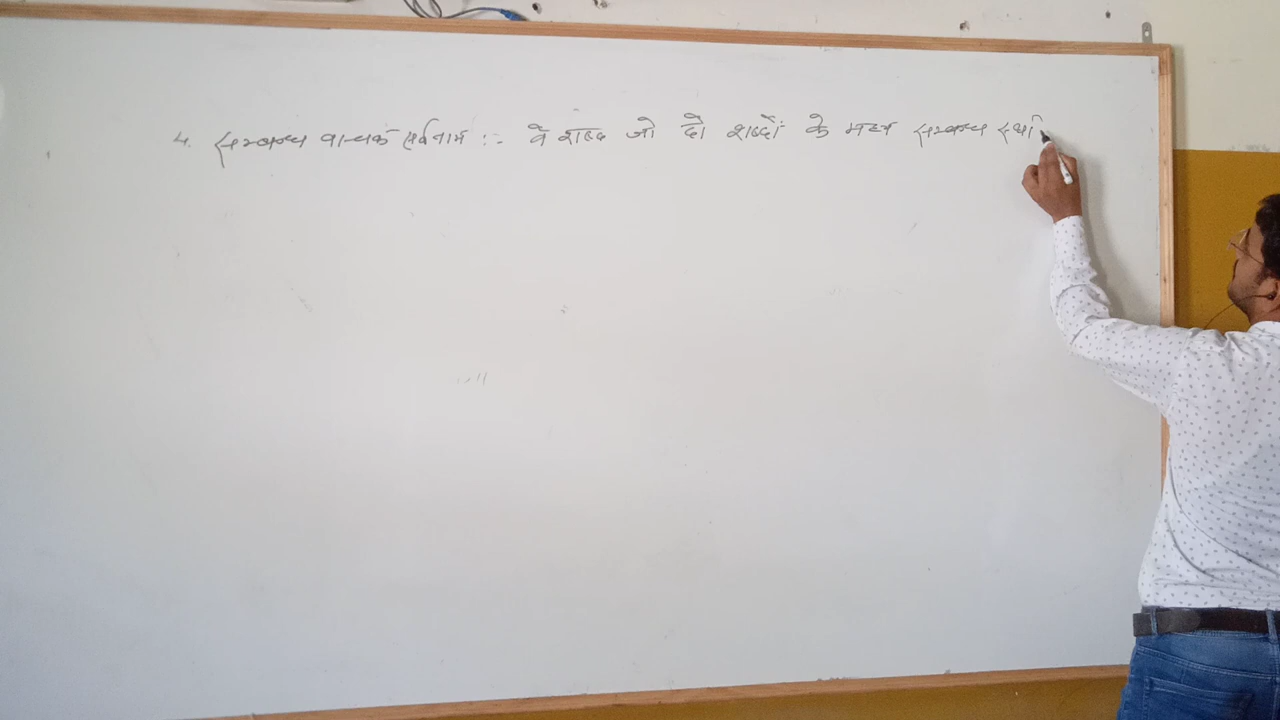 4. सम्बन्ध वाचक सर्वनाम :- वे शब्द जो दो शब्दों के मध्य सम्बन्ध स्था